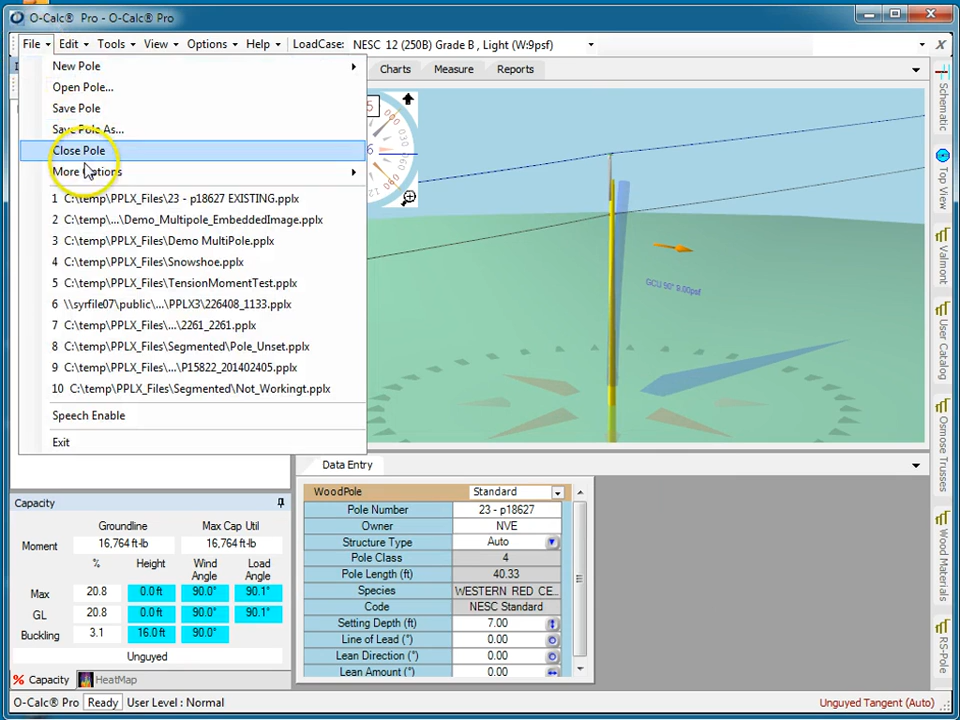 O-Calc® Pro - O-Calc® Pro
File Edit Tools View Options Help LoadCase: NESC 12 (250B) Grade B , Light (W:9psf)
New Pole
Open Pole...
Save Pole
Save Pole As...
Close Pole
More Options
1 C:\temp\PPLX_Files\23 - p18627 EXISTING.pplx
2 C:\temp\...\Demo_Multipole_EmbeddedImage.pplx
3 C:\temp\PPLX_Files\Demo MultiPole.pplx
4 C:\temp\PPLX_Files\Snowshoe.pplx
5 C:\temp\PPLX_Files\TensionMomentTest.pplx
6 \\syrfile07\public\...\PPLX3\226408_1133.pplx
7 C:\temp\PPLX_Files\...\2261_2261.pplx
8 C:\temp\PPLX_Files\Segmented\Pole_Unset.pplx
9 C:\temp\PPLX_Files\...\P15822_201402405.pplx
10 C:\temp\PPLX_Files\Segmented\Not_Workingt.pplx
Speech Enable
Exit
Charts Measure Reports
GCU 90° 9.00psf
Schematic
Top View
Valmont
User Catalog
Osmose Trusses
Wood Materials
RS-Pole
Capacity
Groundline Max Cap Util
Moment 16,764 ft-lb 16,764 ft-lb
% Height Wind Angle Load Angle
Max 20.8 0.0 ft 90.0° 90.1°
GL 20.8 0.0 ft 90.0° 90.1°
Buckling 3.1 16.0 ft 90.0°
Unguyed
% Capacity HeatMap
Data Entry
WoodPole Standard
Pole Number 23 - p18627
Owner NVE
Structure Type Auto
Pole Class 4
Pole Length (ft) 40.33
Species WESTERN RED CE...
Code NESC Standard
Setting Depth (ft) 7.00
Line of Lead (°) 0.00
Lean Direction (°) 0.00
Lean Amount (°) 0.00
O-Calc® Pro Ready User Level : Normal Unguyed Tangent (Auto)